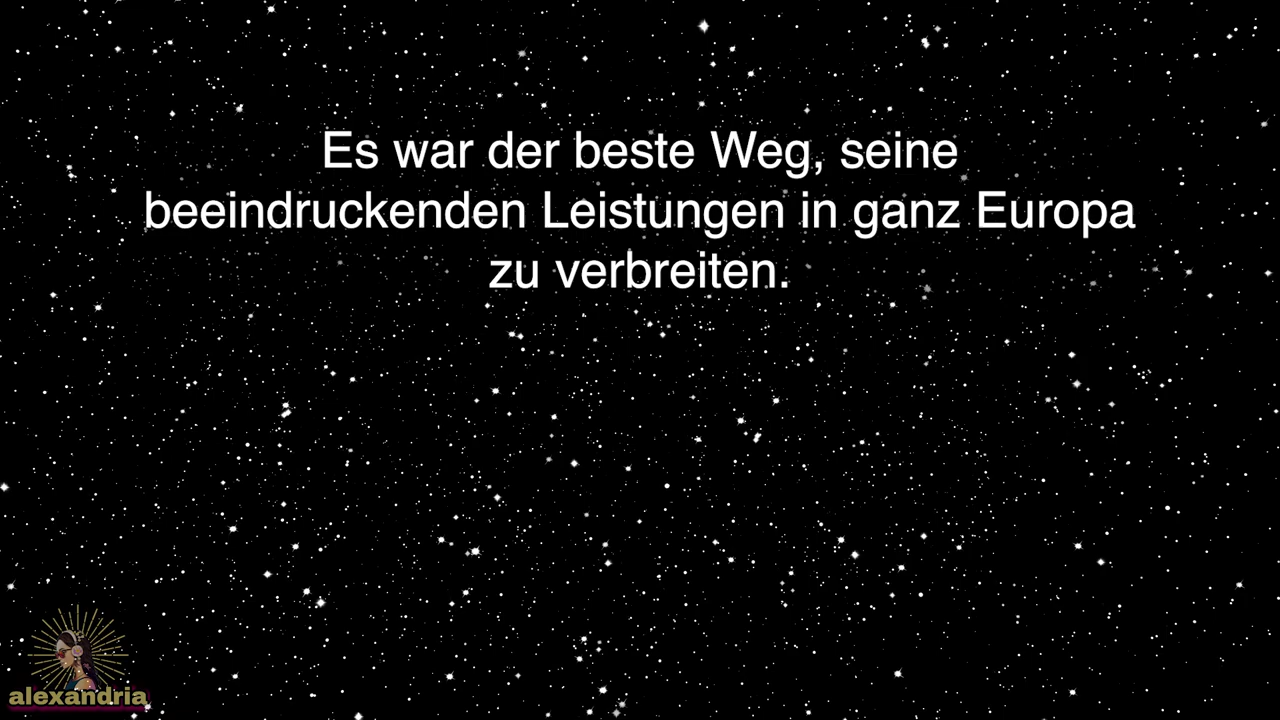 Es war der beste Weg, seine
beeindruckenden Leistungen in ganz Europa
zu verbreiten.
alexandria